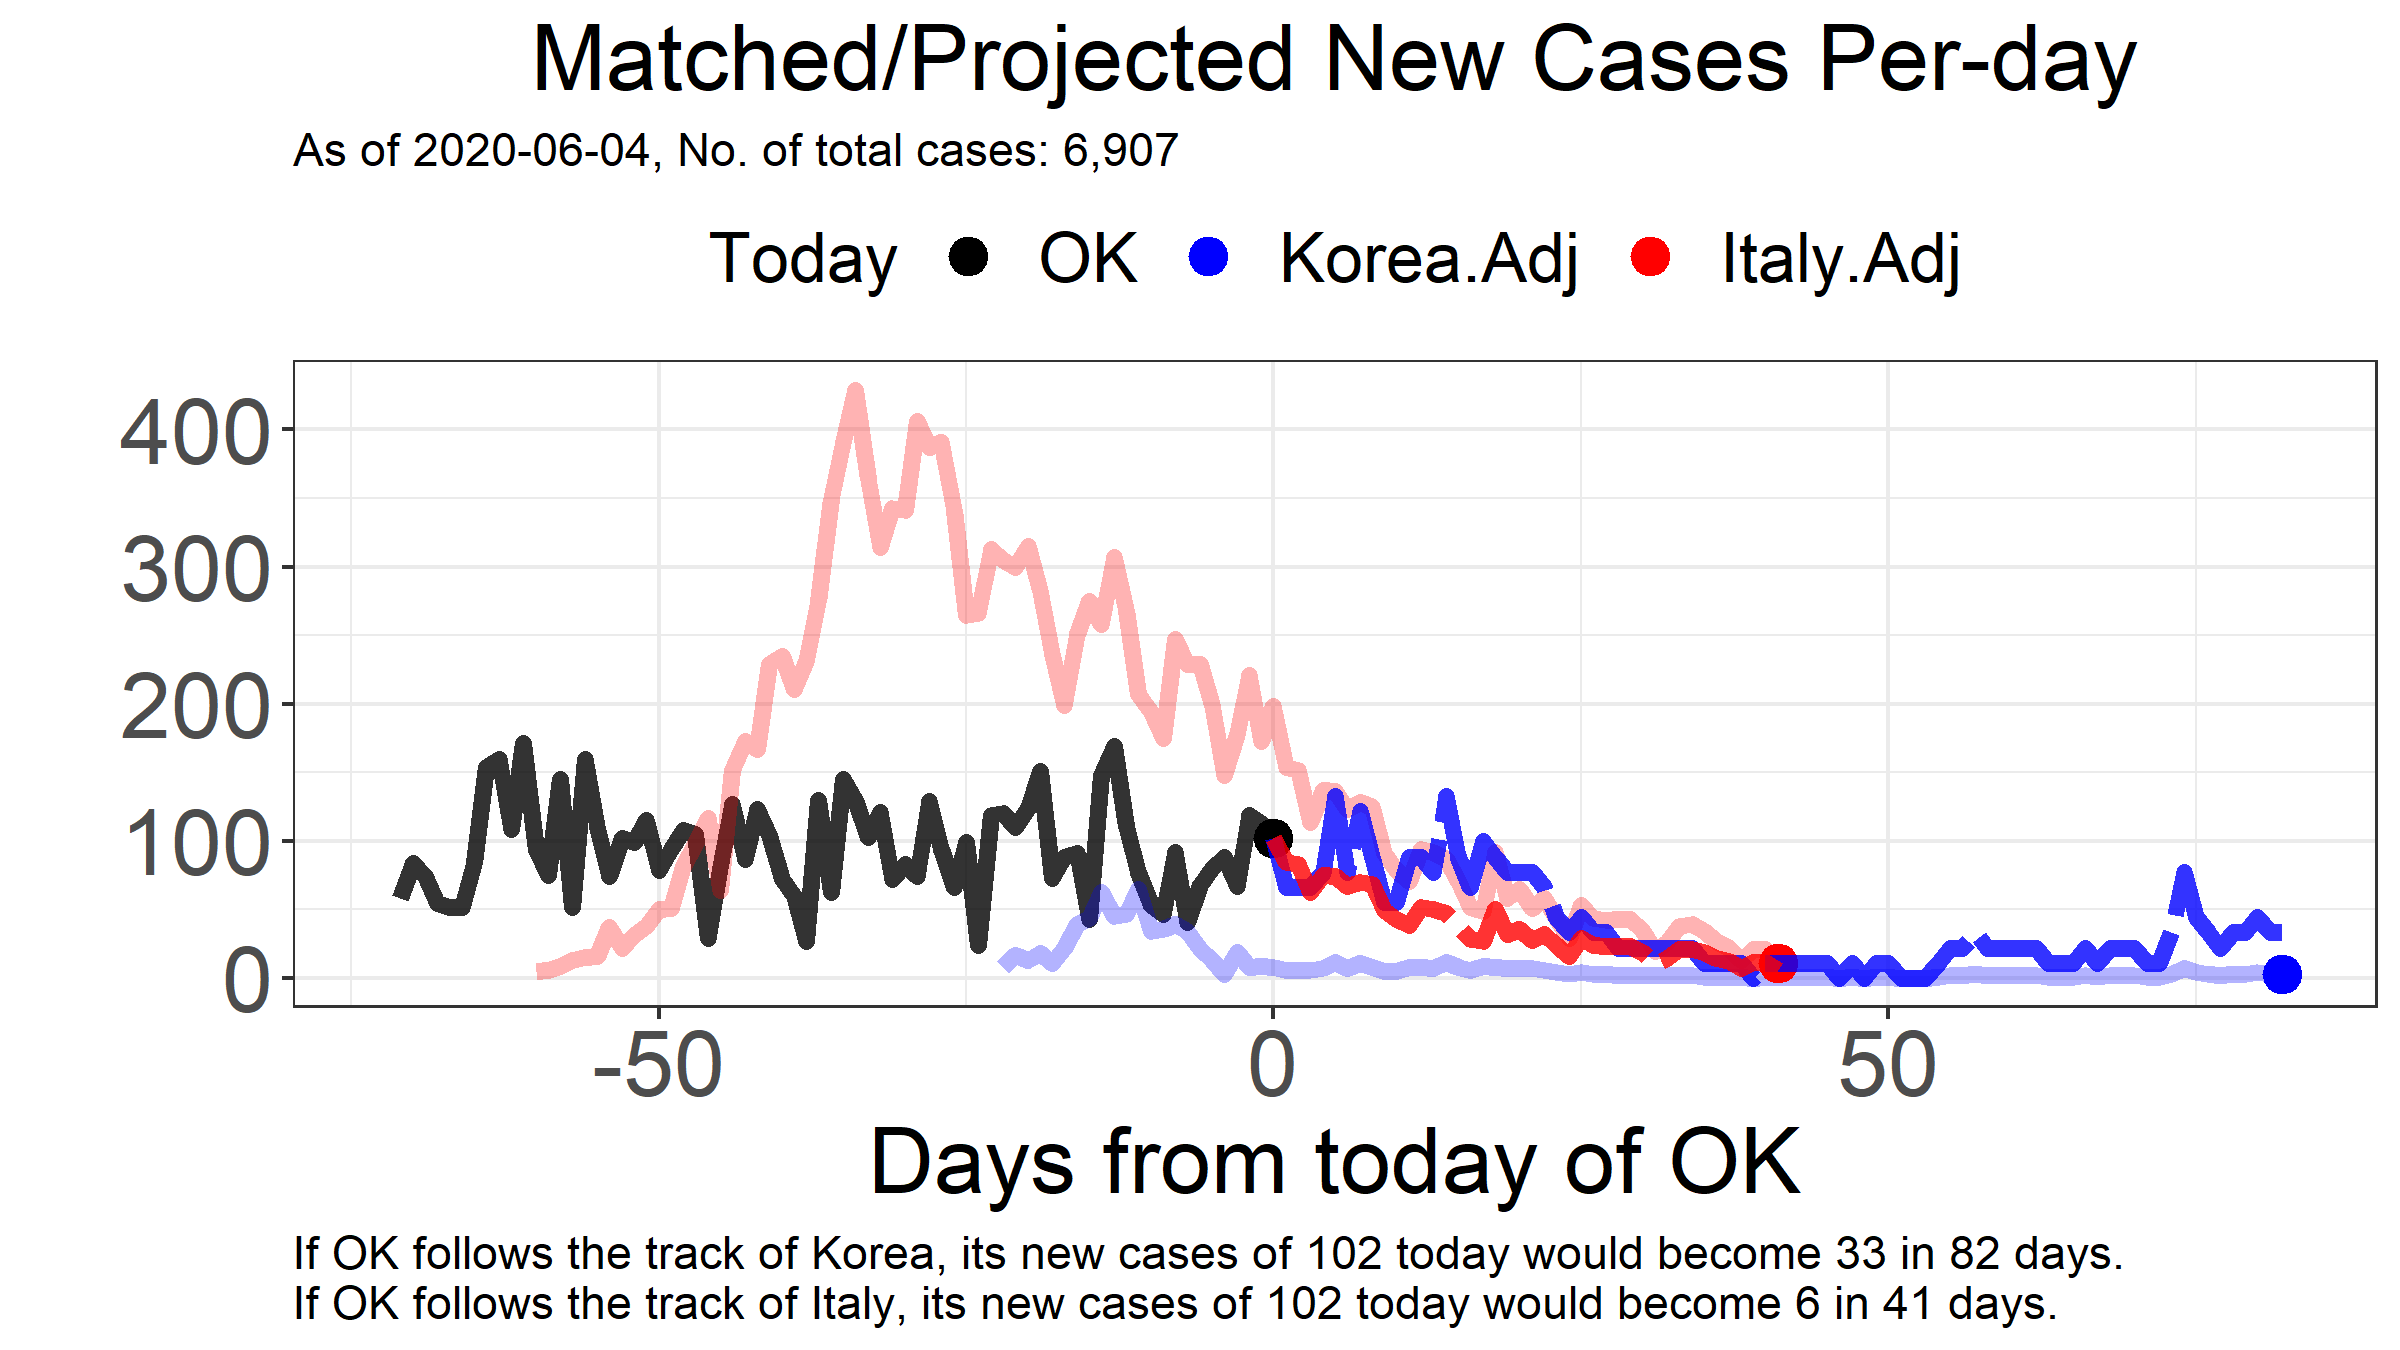 Matched/Projected New Cases Per-day
As of 2020-06-04, No. of total cases: 6,907
Today OK Korea.Adj Italy.Adj
400
300
200
100
0
-50 0 50
Days from today of OK
If OK follows the track of Korea, its new cases of 102 today would become 33 in 82 days.
If OK follows the track of Italy, its new cases of 102 today would become 6 in 41 days.